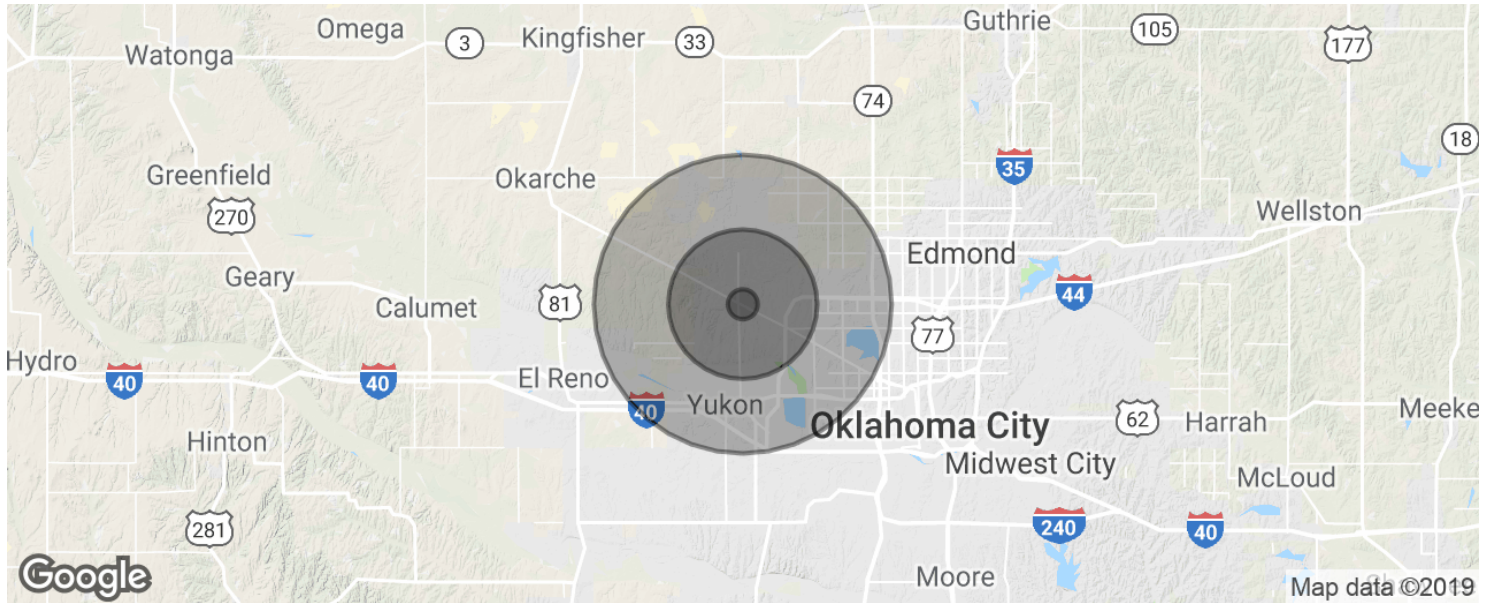 Omega
Guthrie
Watonga
3
Kingfisher
33
105
177
74
18
Greenfield
Okarche
35
270
Wellston
Edmond
Geary
Calumet
81
44
77
Hydro
40
40
El Reno
40
Yukon
Oklahoma City
62
Harrah
Meeke
Hinton
Midwest City
McLoud
281
240
40
Moore
Google
Map data ©2019